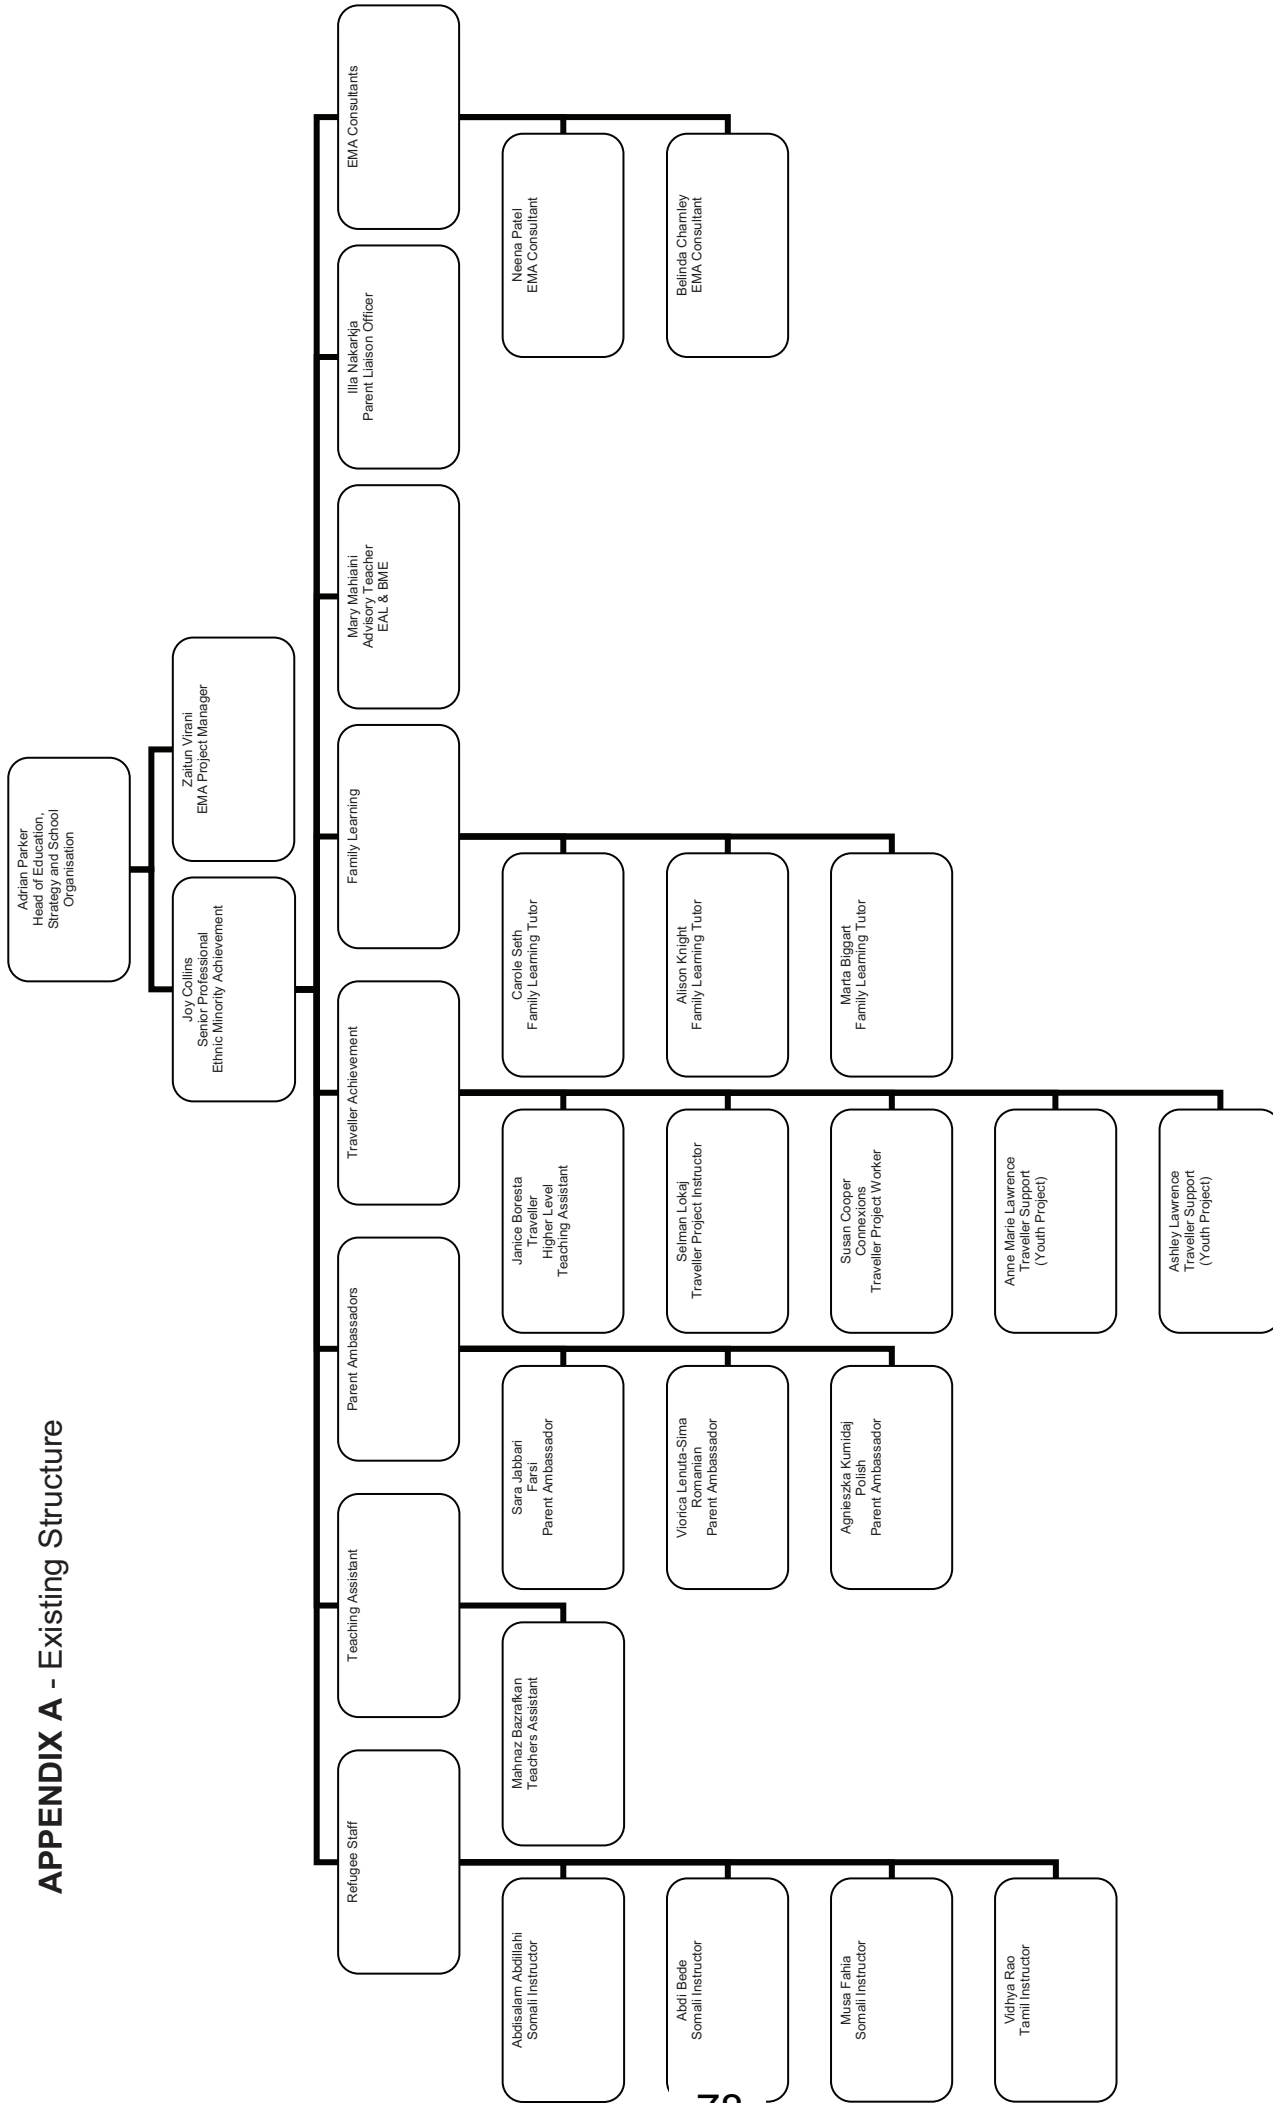 APPENDIX A - Existing Structure
Adrian Parker
Head of Education,
Strategy and School
Organisation
Joy Collins
Senior Professional
Ethnic Minority Achievement
Zaitun Virani
EMA Project Manager
Refugee Staff
Teaching Assistant
Parent Ambassadors
Traveller Achievement
Family Learning
Mary Mahiaini
Advisory Teacher
EAL & BME
Illa Nakarkja
Parent Liaison Officer
EMA Consultants
Abdisalam Abdillahi
Somali Instructor
Mahnaz Bazrafkan
Teachers Assistant
Sara Jabbari
Farsi
Parent Ambassador
Janice Boresta
Traveller
Higher Level
Teaching Assistant
Carole Seth
Family Learning Tutor
Neena Patel
EMA Consultant
Abdi Bede
Somali Instructor
Viorica Lenuta-Sima
Romanian
Parent Ambassador
Selman Lokaj
Traveller Project Instructor
Alison Knight
Family Learning Tutor
Belinda Charnley
EMA Consultant
Musa Fahia
Somali Instructor
Agnieszka Kumidaj
Polish
Parent Ambassador
Susan Cooper
Connexions
Traveller Project Worker
Marta Biggart
Family Learning Tutor
Vidhya Rao
Tamil Instructor
Anne Marie Lawrence
Traveller Support
(Youth Project)
Ashley Lawrence
Traveller Support
(Youth Project)